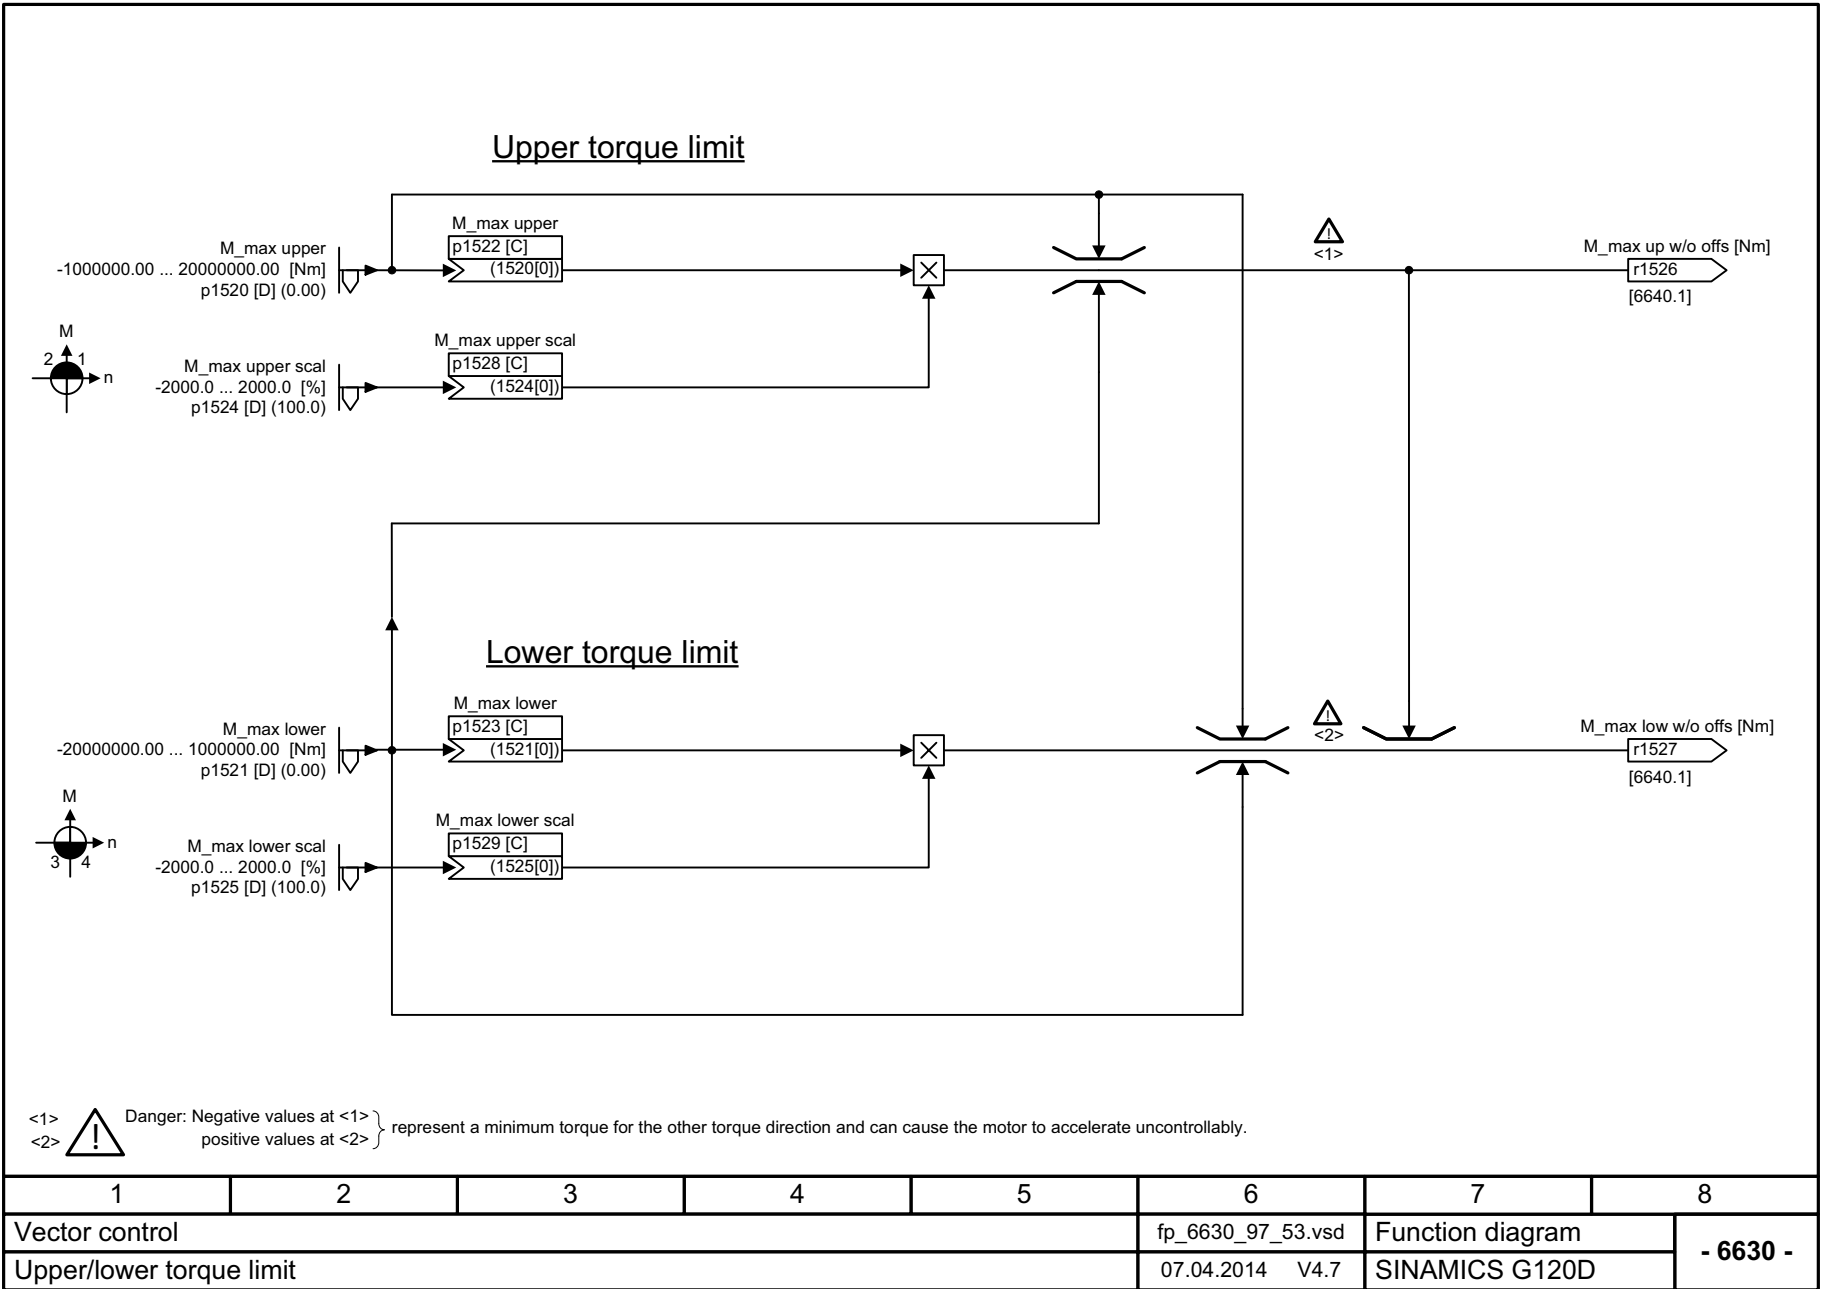 Upper torque limit
M_max upper
-1000000.00 ... 20000000.00 [Nm]
p1520 [D] (0.00)
M_max upper
p1522 [C]
(1520[0])
<1>
M_max up w/o offs [Nm]
r1526
[6640.1]
M
2 1
n
M_max upper scal
-2000.0 ... 2000.0 [%]
p1524 [D] (100.0)
M_max upper scal
p1528 [C]
(1524[0])
Lower torque limit
M_max lower
-20000000.00 ... 1000000.00 [Nm]
p1521 [D] (0.00)
M_max lower
p1523 [C]
(1521[0])
<2>
M_max low w/o offs [Nm]
r1527
[6640.1]
M
n
3 4
M_max lower scal
-2000.0 ... 2000.0 [%]
p1525 [D] (100.0)
M_max lower scal
p1529 [C]
(1525[0])
<1>
<2>
!
Danger: Negative values at <1>
positive values at <2>
represent a minimum torque for the other torque direction and can cause the motor to accelerate uncontrollably.
1 2 3 4 5 6 7 8
Vector control
fp_6630_97_53.vsd
Function diagram
- 6630 -
Upper/lower torque limit
07.04.2014 V4.7
SINAMICS G120D